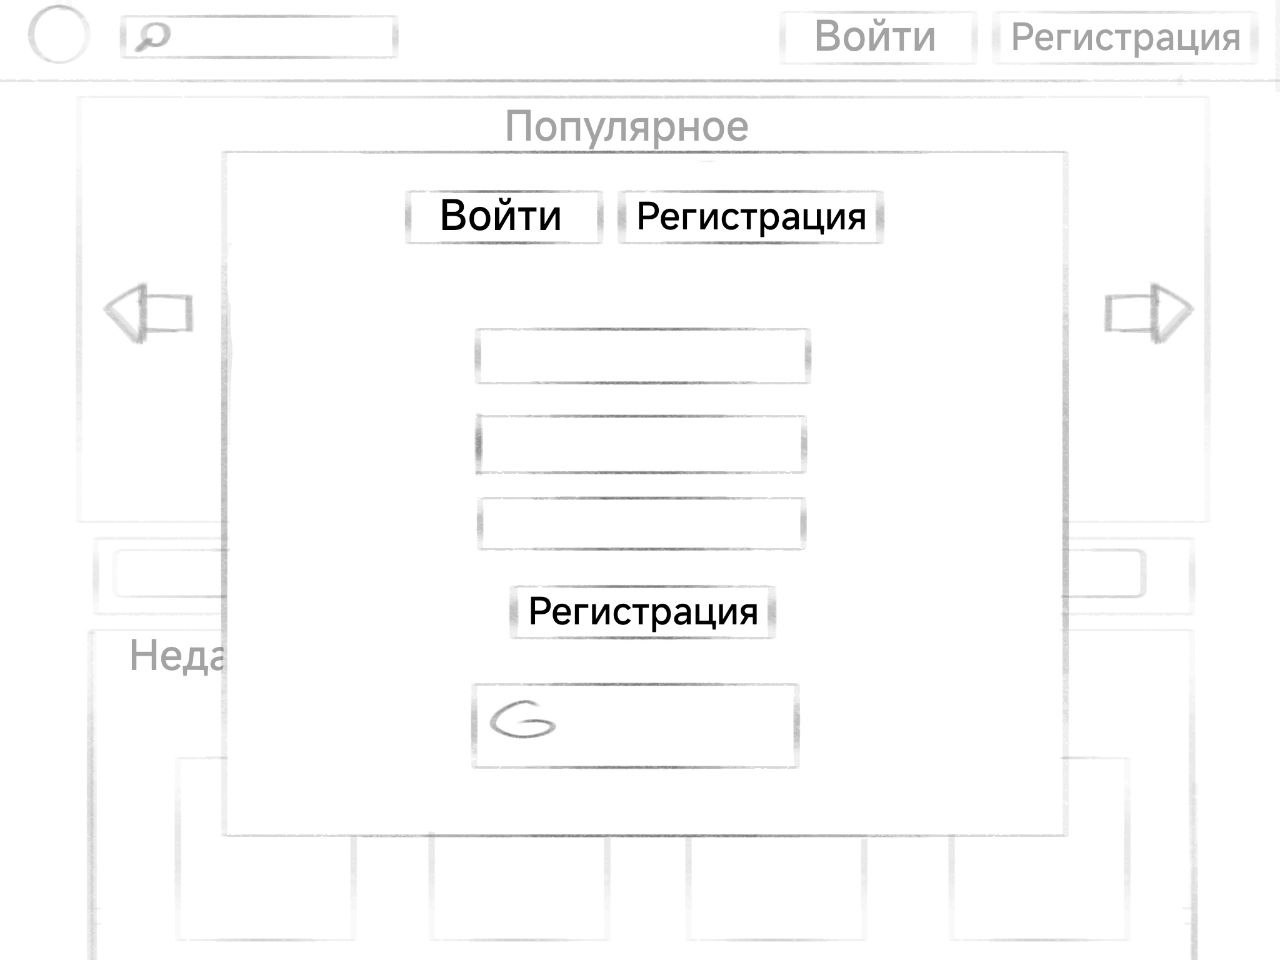 Войти Регистрация
Популярное
Войти Регистрация
Регистрация
G